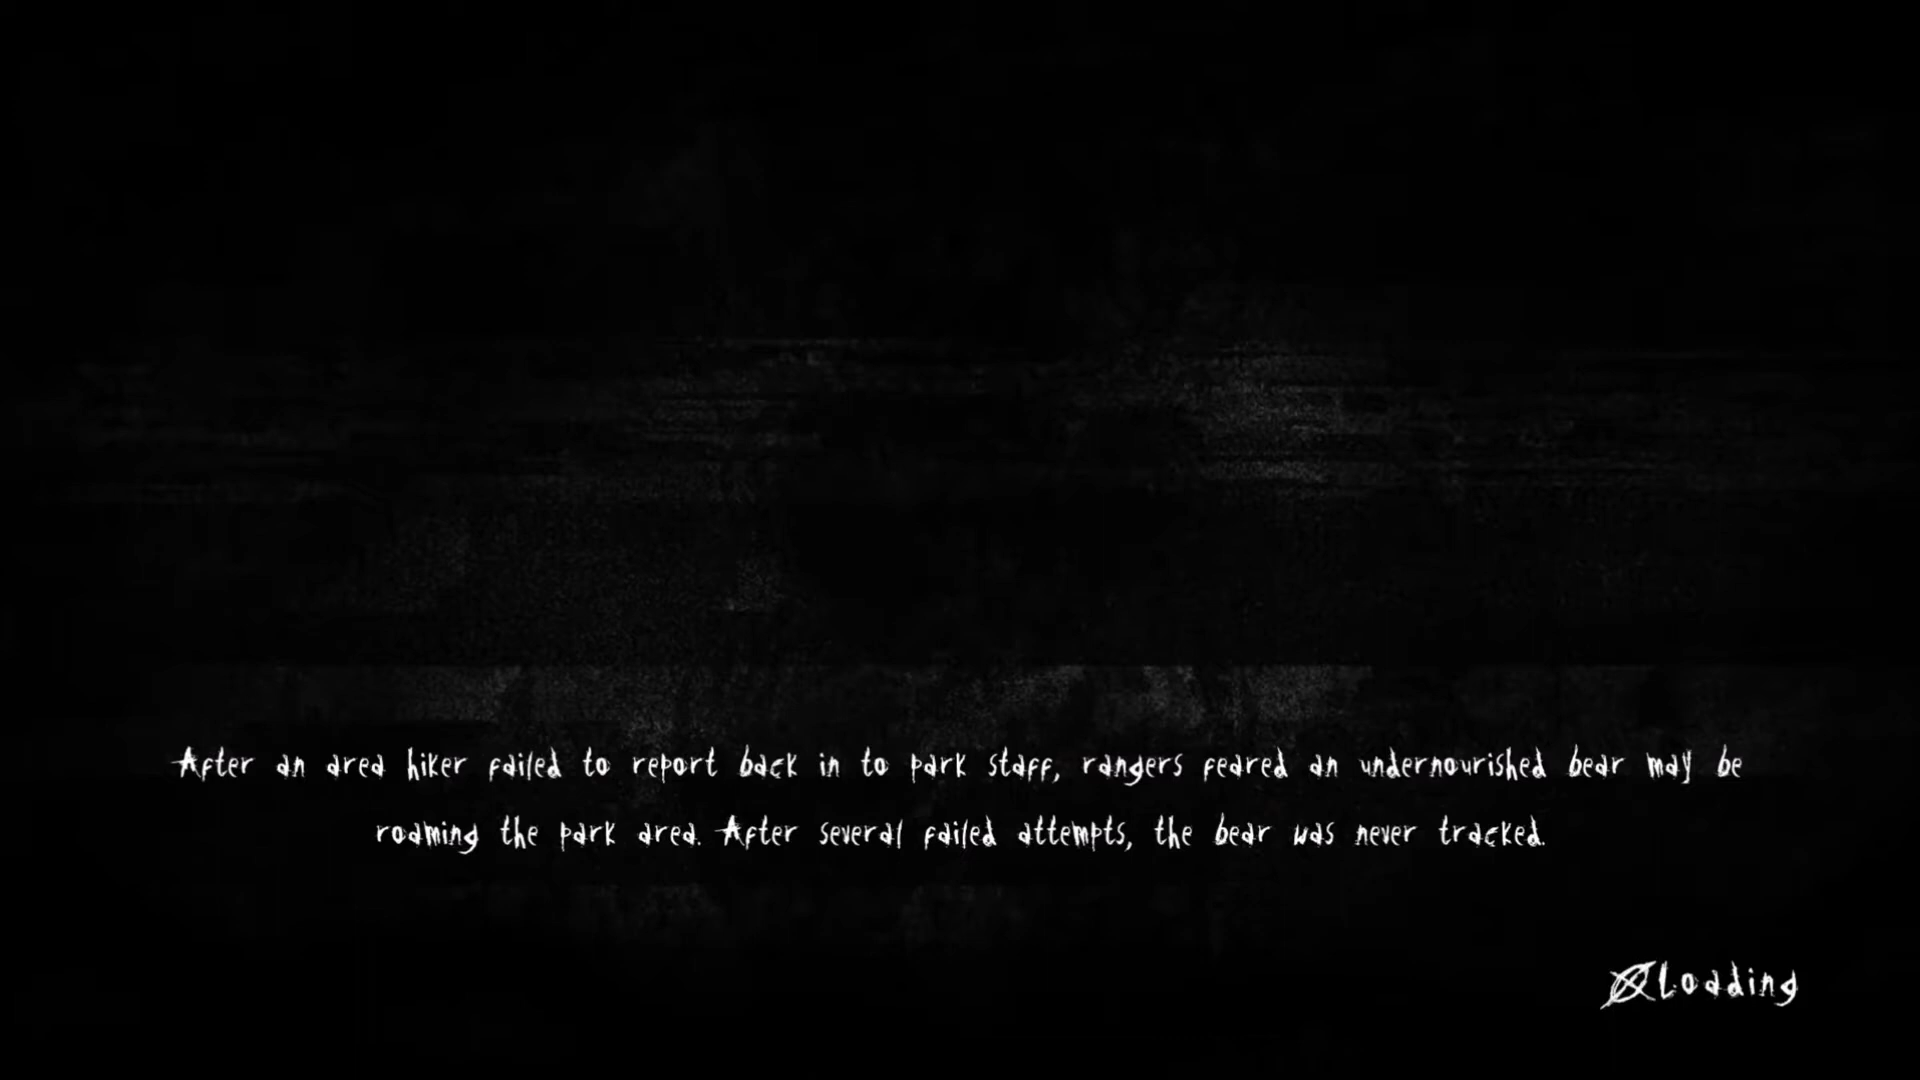 After an area hiker failed to report back in to park staff, rangers feared an undernourished bear may be
roaming the park area. After several failed attempts, the bear was never tracked.
Loading